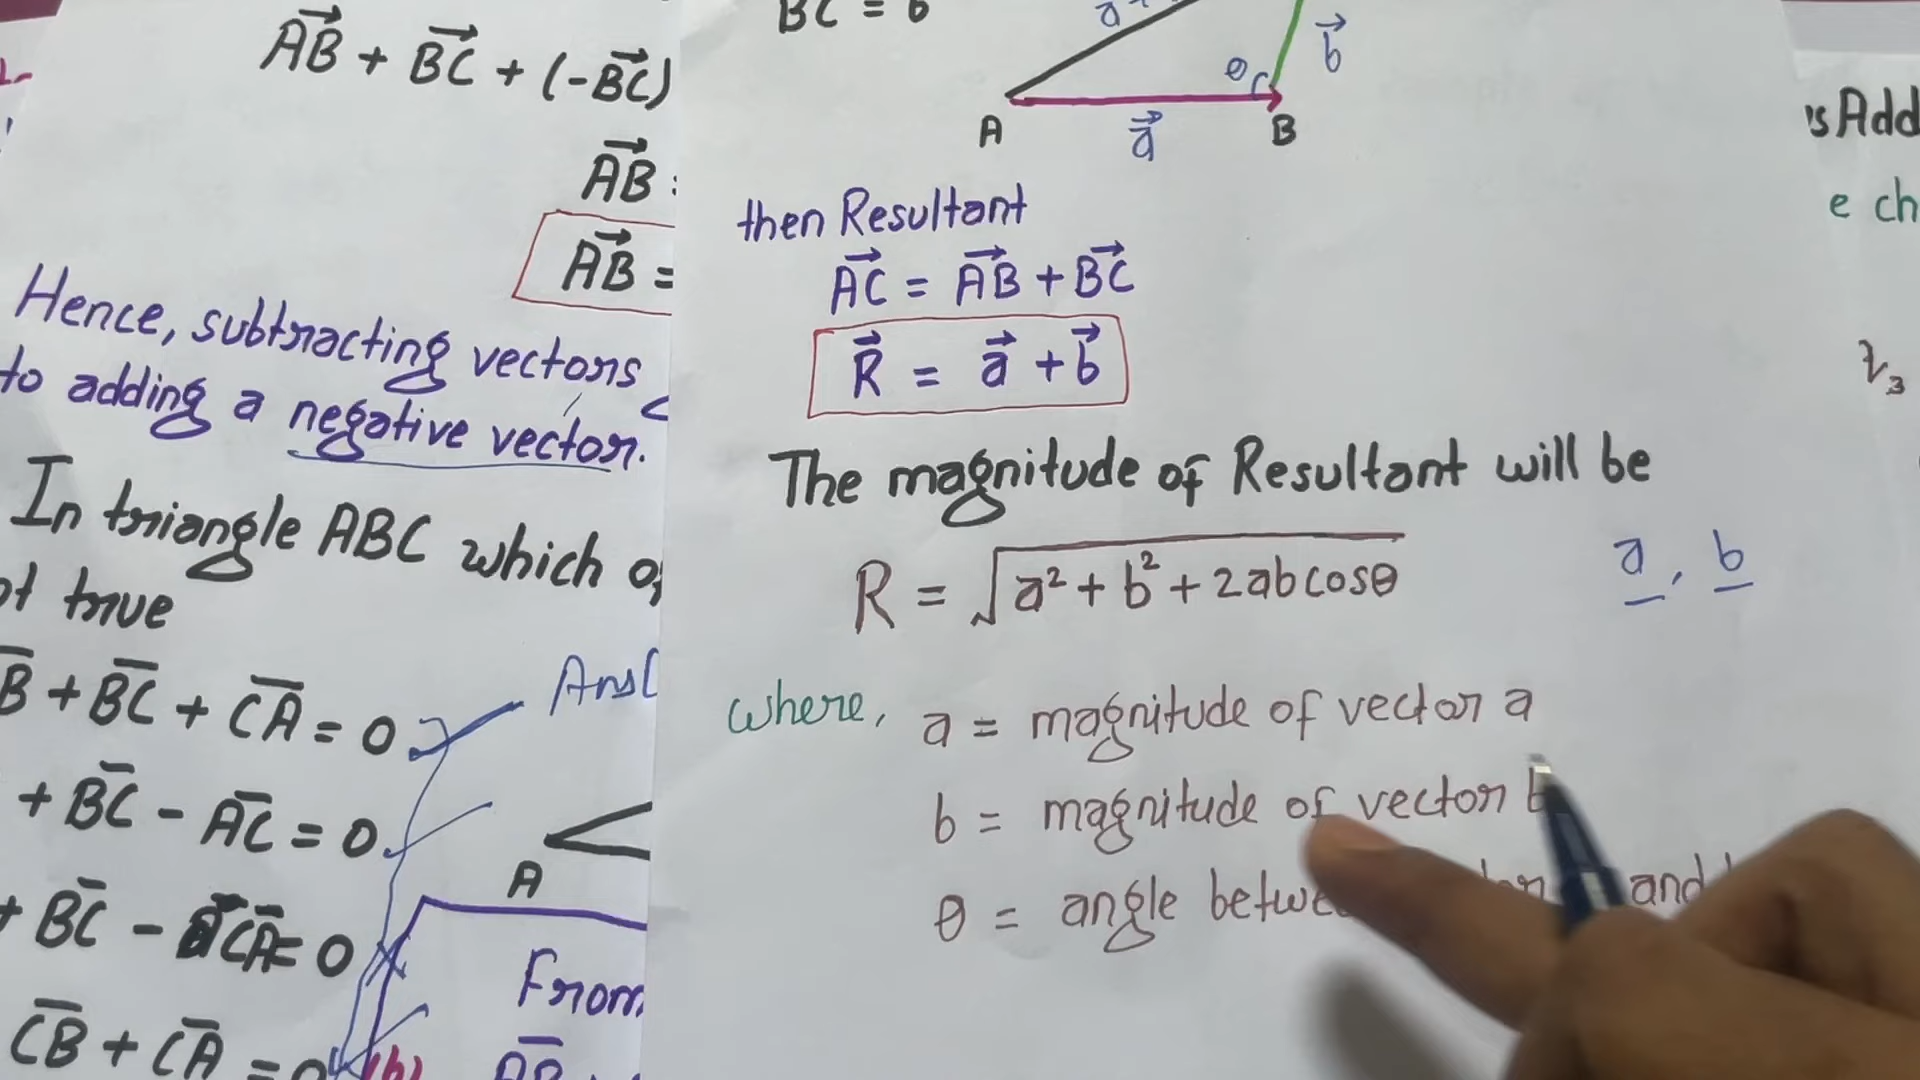 AB + BC + (-BC)
AB
AB =
Hence, subtracting vectors
to adding a negative vector.
In triangle ABC which
true
B + BC + CA = 0
Ans(
+ BC - AC = 0
A
+ BC - CA = 0
From
CB + CA = 0
(b)
BC = b
a
θ
b
A
a
B
then Resultant
AC = AB + BC
R = a + b
The magnitude of Resultant will be
R = √a² + b² + 2abcosθ
a, b
where, a = magnitude of vector a
b = magnitude of vector b
θ = angle and
's Add
e ch